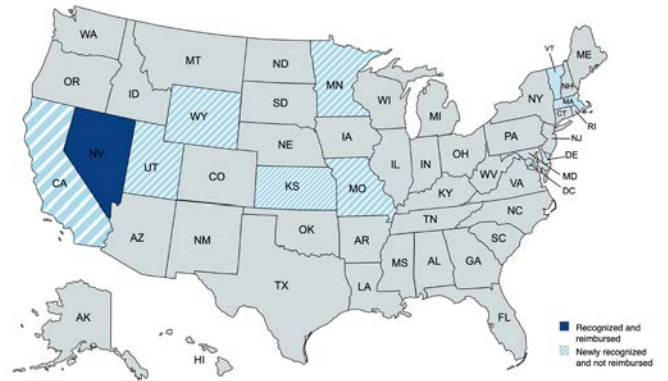 WA
MT
ND
MN
VT
ME
OR
ID
SD
WI
NH
NY
MA
CT
RI
WY
MI
IA
PA
NJ
NE
NV
UT
IL
IN
OH
DE
CA
CO
WV
MD
KS
MO
VA
DC
KY
NC
TN
AZ
NM
OK
AR
SC
MS
AL
GA
TX
LA
FL
AK
HI
Recognized and
reimbursed
Newly recognized
and not reimbursed